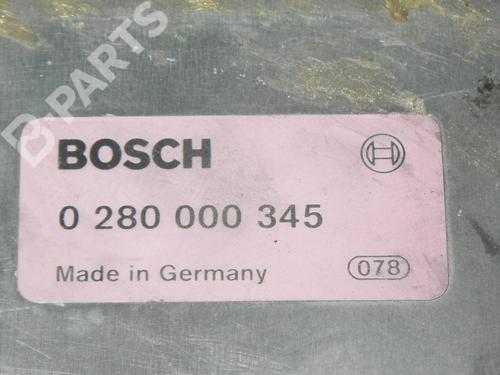 B-PARTS
BOSCH
0 280 000 345
Made in Germany
078